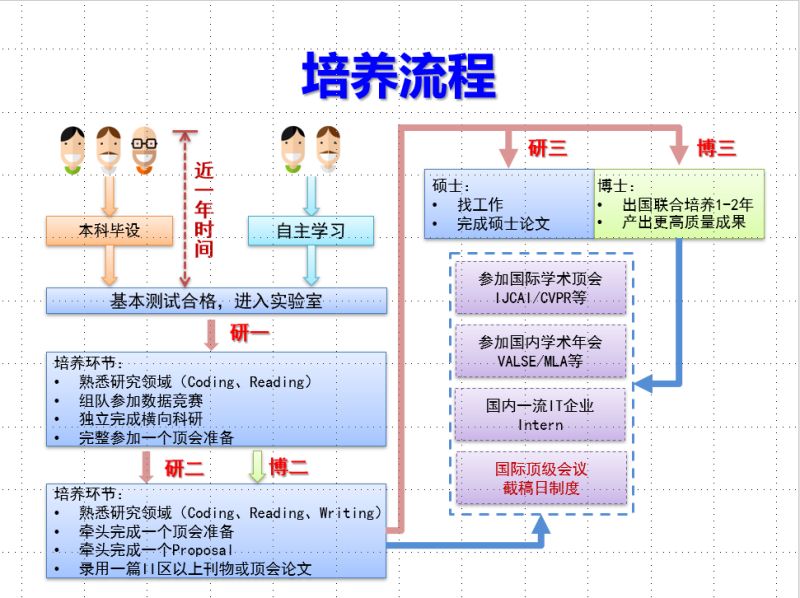 培养流程
近一年时间
本科毕设
自主学习
基本测试合格，进入实验室
研一
培养环节：
• 熟悉研究领域（Coding、Reading）
• 组队参加数据竞赛
• 独立完成横向科研
• 完整参加一个顶会准备
研二
博二
培养环节：
• 熟悉研究领域（Coding、Reading、Writing）
• 牵头完成一个顶会准备
• 牵头完成一个Proposal
• 录用一篇II区以上刊物或顶会论文
研三
博三
硕士：
• 找工作
• 完成硕士论文
博士：
• 出国联合培养1-2年
• 产出更高质量成果
参加国际学术顶会
IJCAI/CVPR等
参加国内学术年会
VALSE/MLA等
国内一流IT企业
Intern
国际顶级会议
截稿日制度